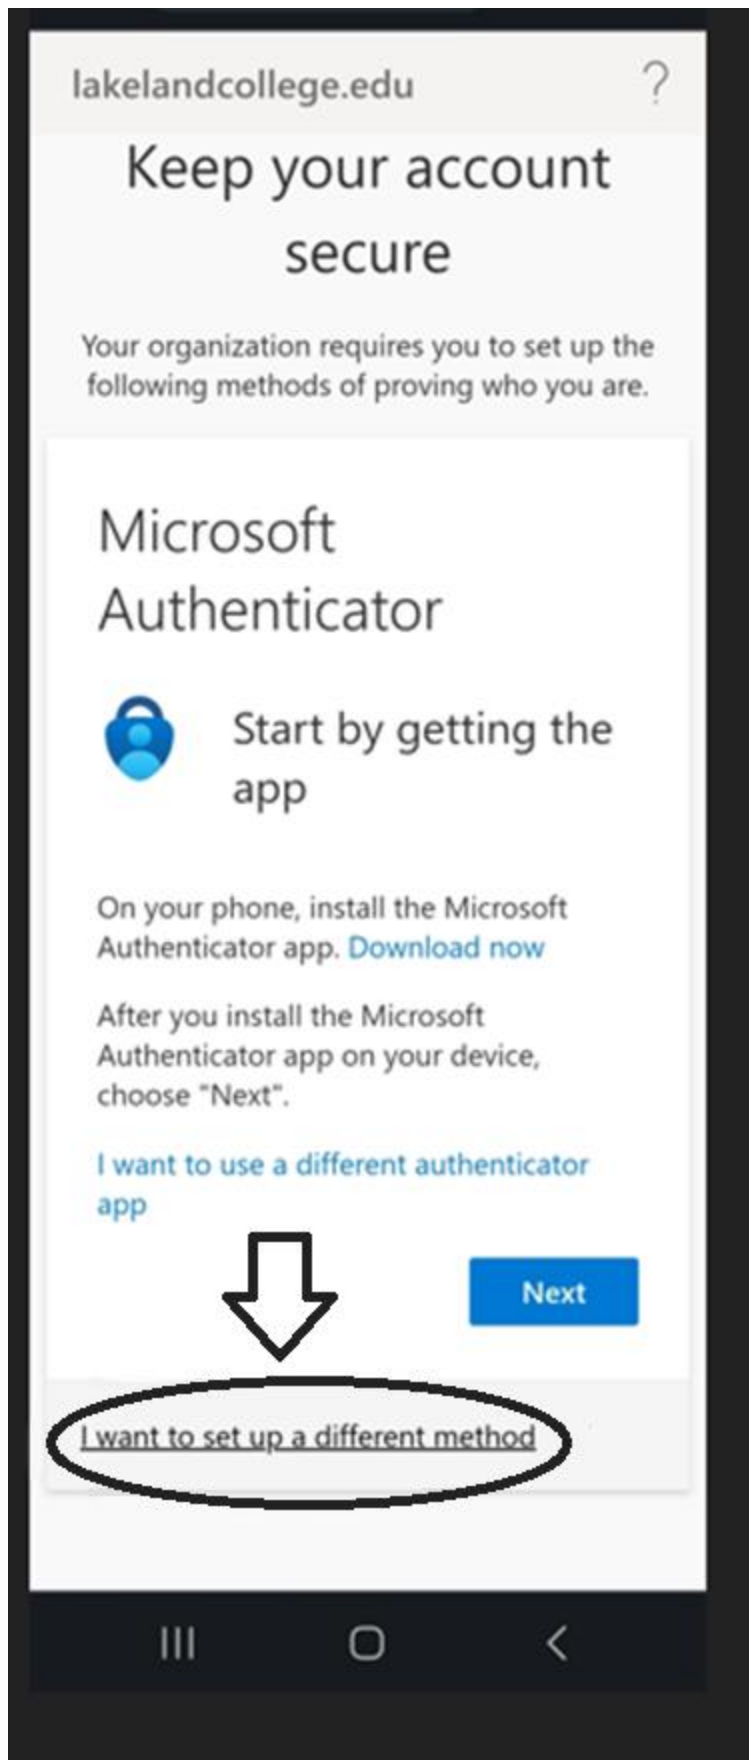 lakelandcollege.edu
?
Keep your account
secure
Your organization requires you to set up the
following methods of proving who you are.
Microsoft
Authenticator
Start by getting the
app
On your phone, install the Microsoft
Authenticator app. Download now
After you install the Microsoft
Authenticator app on your device,
choose "Next".
I want to use a different authenticator
app
Next
I want to set up a different method